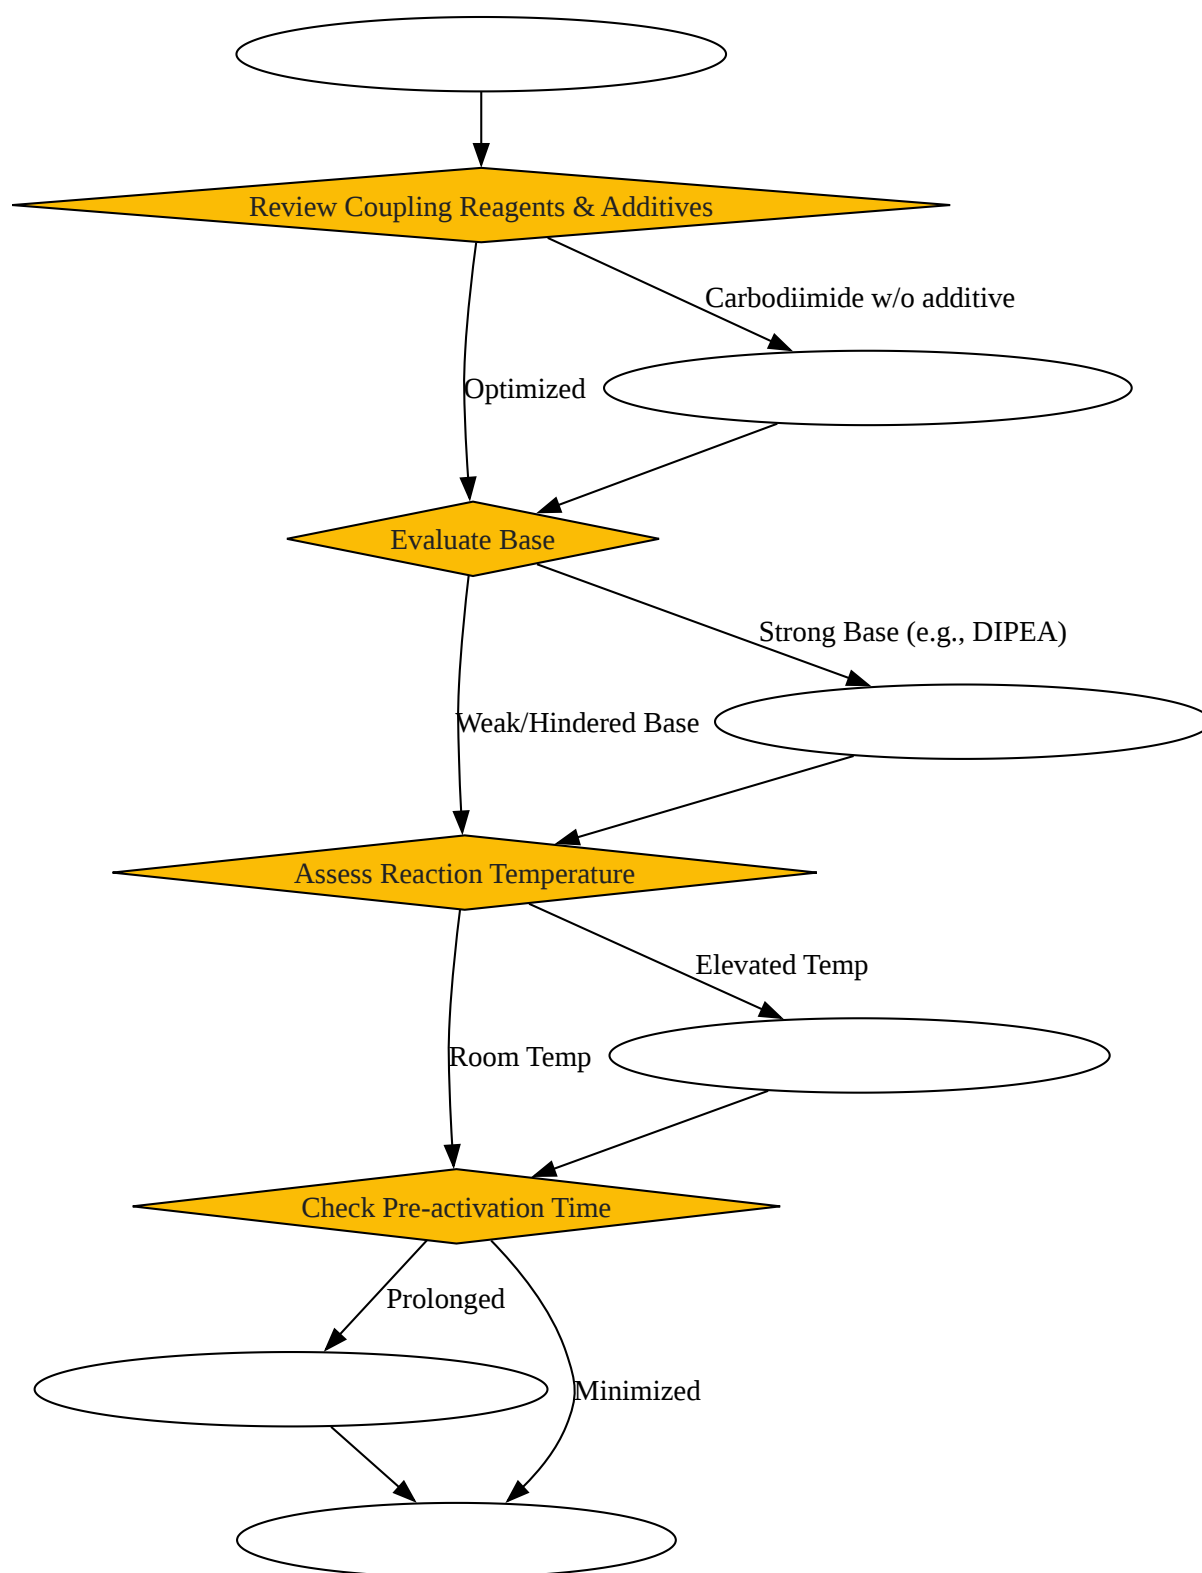 Review Coupling Reagents & Additives
Carbodiimide w/o additive
Optimized
Evaluate Base
Strong Base (e.g., DIPEA)
Weak/Hindered Base
Assess Reaction Temperature
Elevated Temp
Room Temp
Check Pre-activation Time
Prolonged
Minimized